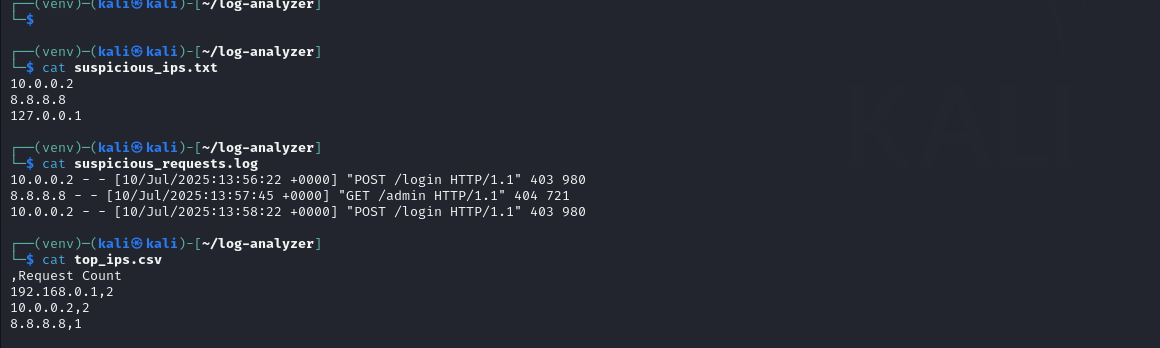 ┌──(venv)─(kali㉿kali)-[~/log-analyzer]
└─$
┌──(venv)─(kali㉿kali)-[~/log-analyzer]
└─$ cat suspicious_ips.txt
10.0.0.2
8.8.8.8
127.0.0.1
┌──(venv)─(kali㉿kali)-[~/log-analyzer]
└─$ cat suspicious_requests.log
10.0.0.2 - - [10/Jul/2025:13:56:22 +0000] "POST /login HTTP/1.1" 403 980
8.8.8.8 - - [10/Jul/2025:13:57:45 +0000] "GET /admin HTTP/1.1" 404 721
10.0.0.2 - - [10/Jul/2025:13:58:22 +0000] "POST /login HTTP/1.1" 403 980
┌──(venv)─(kali㉿kali)-[~/log-analyzer]
└─$ cat top_ips.csv
,Request Count
192.168.0.1,2
10.0.0.2,2
8.8.8.8,1